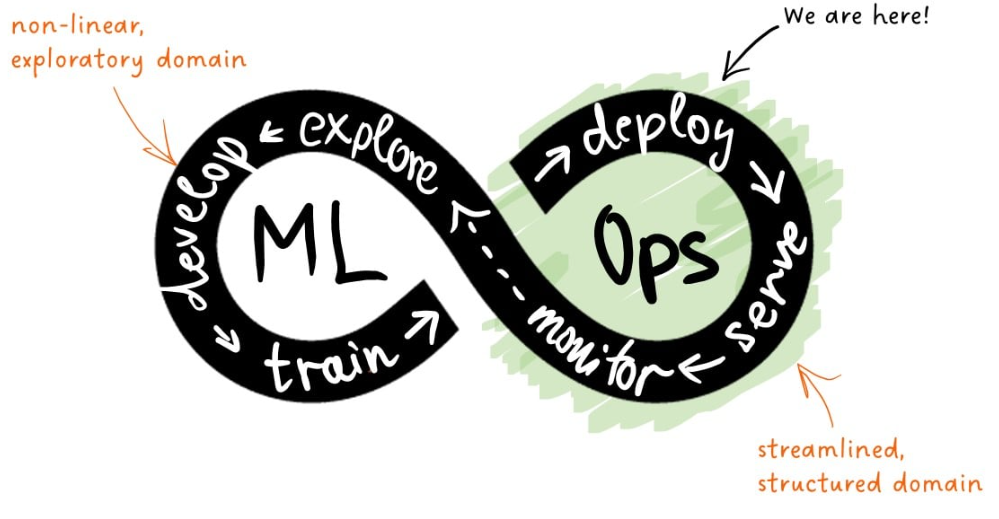 non-linear,
exploratory domain
We are here!
explore
develop
train
ML
deploy
serve
monitor
Ops
streamlined,
structured domain